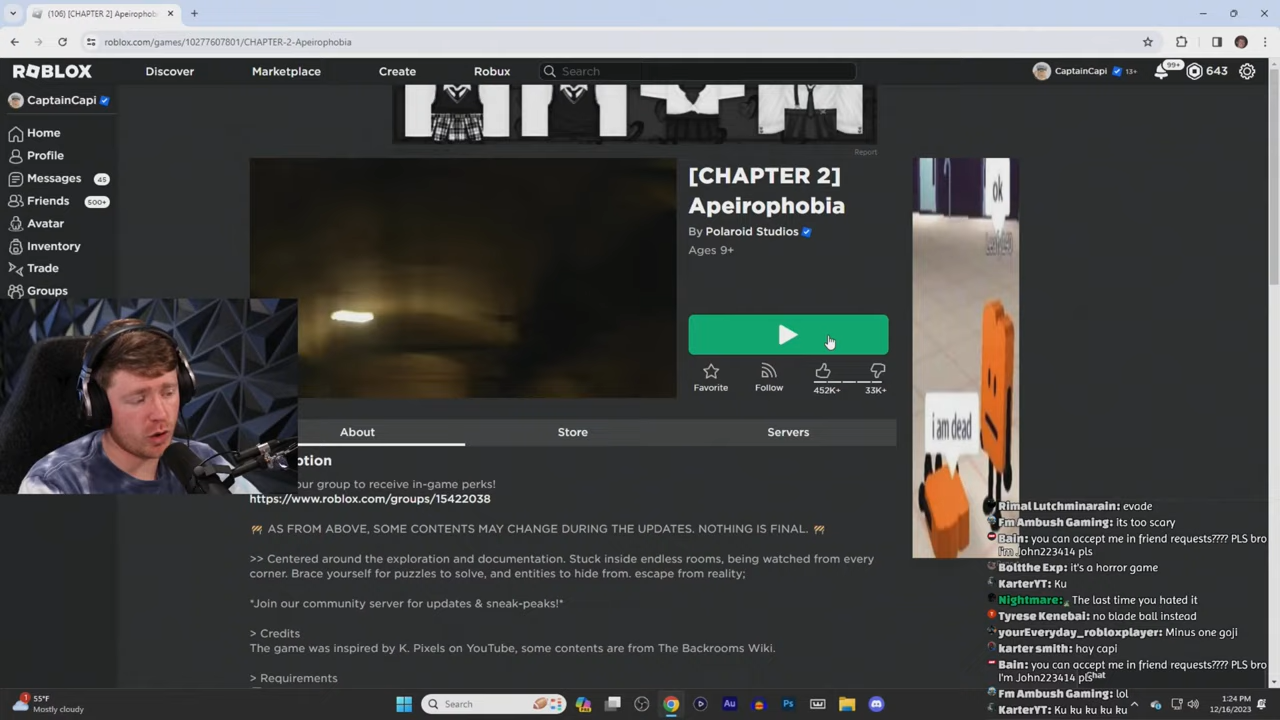 (106) [CHAPTER 2] Apeirophob
roblox.com/games/10277607801/CHAPTER-2-Apeirophobia
ROBLOX Discover Marketplace Create Robux Search CaptainCapi 13+ 99+ 643
CaptainCapi
Home
Profile
Messages 45
Friends 500+
Avatar
Inventory
Trade
Groups
Report
[CHAPTER 2]
Apeirophobia
By Polaroid Studios
Ages 9+
Favorite Follow 452K+ 33K+
ok
i am dead
About Store Servers
ption
our group to receive in-game perks!
https://www.roblox.com/groups/15422038
🚧 AS FROM ABOVE, SOME CONTENTS MAY CHANGE DURING THE UPDATES. NOTHING IS FINAL. 🚧
>> Centered around the exploration and documentation. Stuck inside endless rooms, being watched from every
corner. Brace yourself for puzzles to solve, and entities to hide from. escape from reality;
*Join our community server for updates & sneak-peaks!*
> Credits
The game was inspired by K. Pixels on YouTube, some contents are from The Backrooms Wiki.
> Requirements
Rimal Lutchminarain: evade
Fm Ambush Gaming: its too scary
Bain: you can accept me in friend requests???? PLS bro
I'm John223414 pls
Boltthe Exp: it's a horror game
KarterYT: Ku
Nightmare: The last time you hated it
Tyrese Kenebai: no blade ball instead
yourEveryday_robloxplayer: Minus one goji
karter smith: hay capi
Bain: you can accept me in friend requests???? PLS bro
I'm John223414 pls
Chat
Fm Ambush Gaming: lol
KarterYT: Ku ku ku ku ku
1
55°F
Mostly cloudy
Search
Au
Ps
1:24 PM
12/16/2023